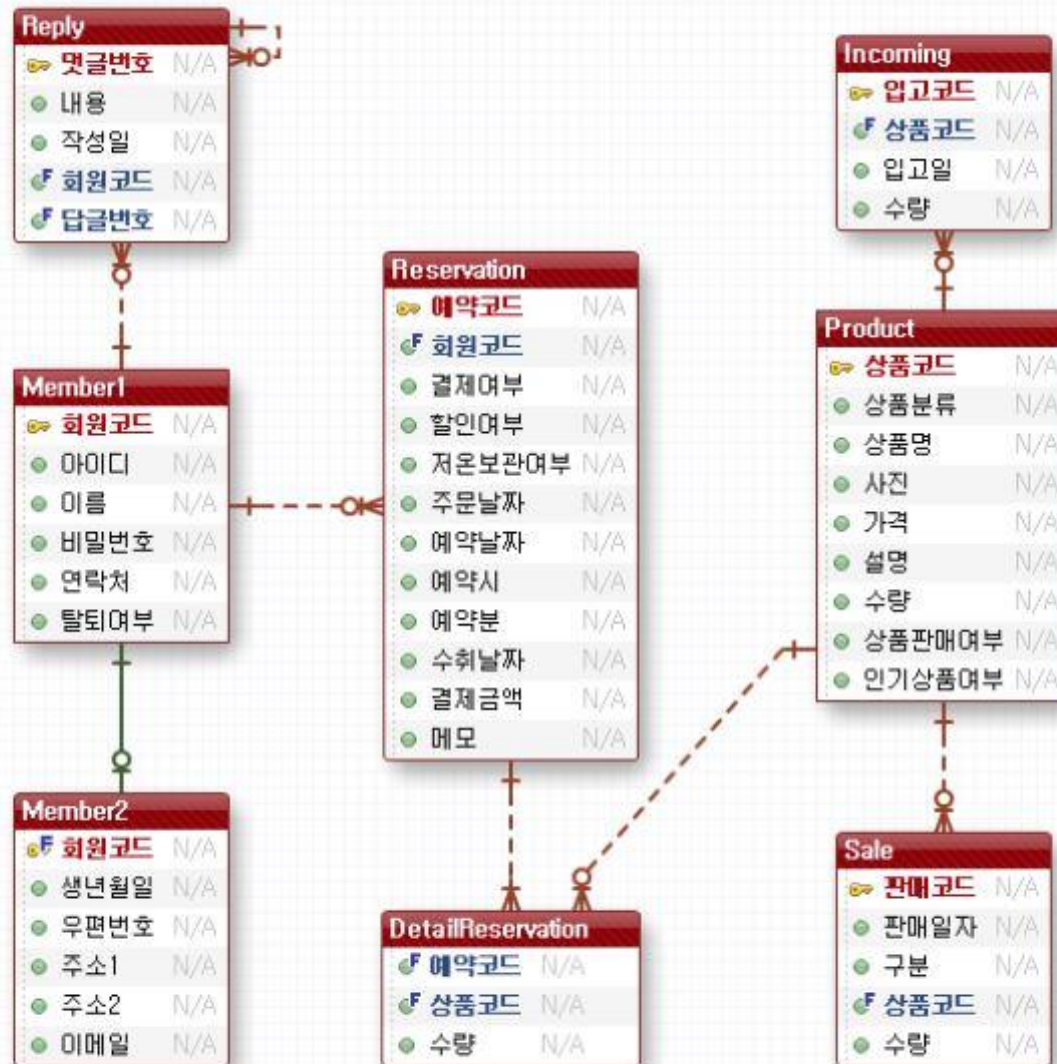 Reply
멋글번호 N/A
내용 N/A
작성일 N/A
회원코드 N/A
답글번호 N/A
Member1
회원코드 N/A
아이디 N/A
이름 N/A
비밀번호 N/A
연락처 N/A
탈퇴여부 N/A
Member2
회원코드 N/A
생년월일 N/A
우편번호 N/A
주소1 N/A
주소2 N/A
이메일 N/A
Reservation
예약코드 N/A
회원코드 N/A
결제여부 N/A
할인여부 N/A
저온보관여부 N/A
주문날짜 N/A
예약날짜 N/A
예약시 N/A
예약분 N/A
수취날짜 N/A
결제금액 N/A
메모 N/A
DetailReservation
예약코드 N/A
상품코드 N/A
수량 N/A
Incoming
입고코드 N/A
상품코드 N/A
입고일 N/A
수량 N/A
Product
상품코드 N/A
상품분류 N/A
상품명 N/A
사진 N/A
가격 N/A
설명 N/A
수량 N/A
상품판매여부 N/A
인기상품여부 N/A
Sale
판매코드 N/A
판매일자 N/A
구분 N/A
상품코드 N/A
수량 N/A